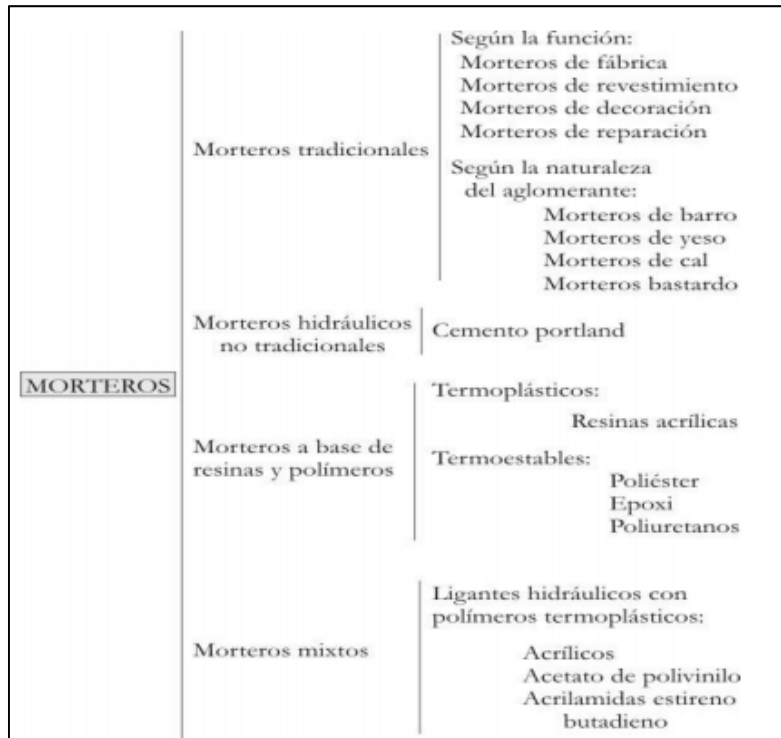 MORTEROS
Morteros tradicionales
Según la función:
Morteros de fábrica
Morteros de revestimiento
Morteros de decoración
Morteros de reparación
Según la naturaleza
del aglomerante:
Morteros de barro
Morteros de yeso
Morteros de cal
Morteros bastardo
Morteros hidráulicos
no tradicionales
Cemento portland
Morteros a base de
resinas y polímeros
Termoplásticos:
Resinas acrílicas
Termoestables:
Poliéster
Epoxi
Poliuretanos
Morteros mixtos
Ligantes hidráulicos con
polímeros termoplásticos:
Acrílicos
Acetato de polivinilo
Acrilamidas estireno
butadieno